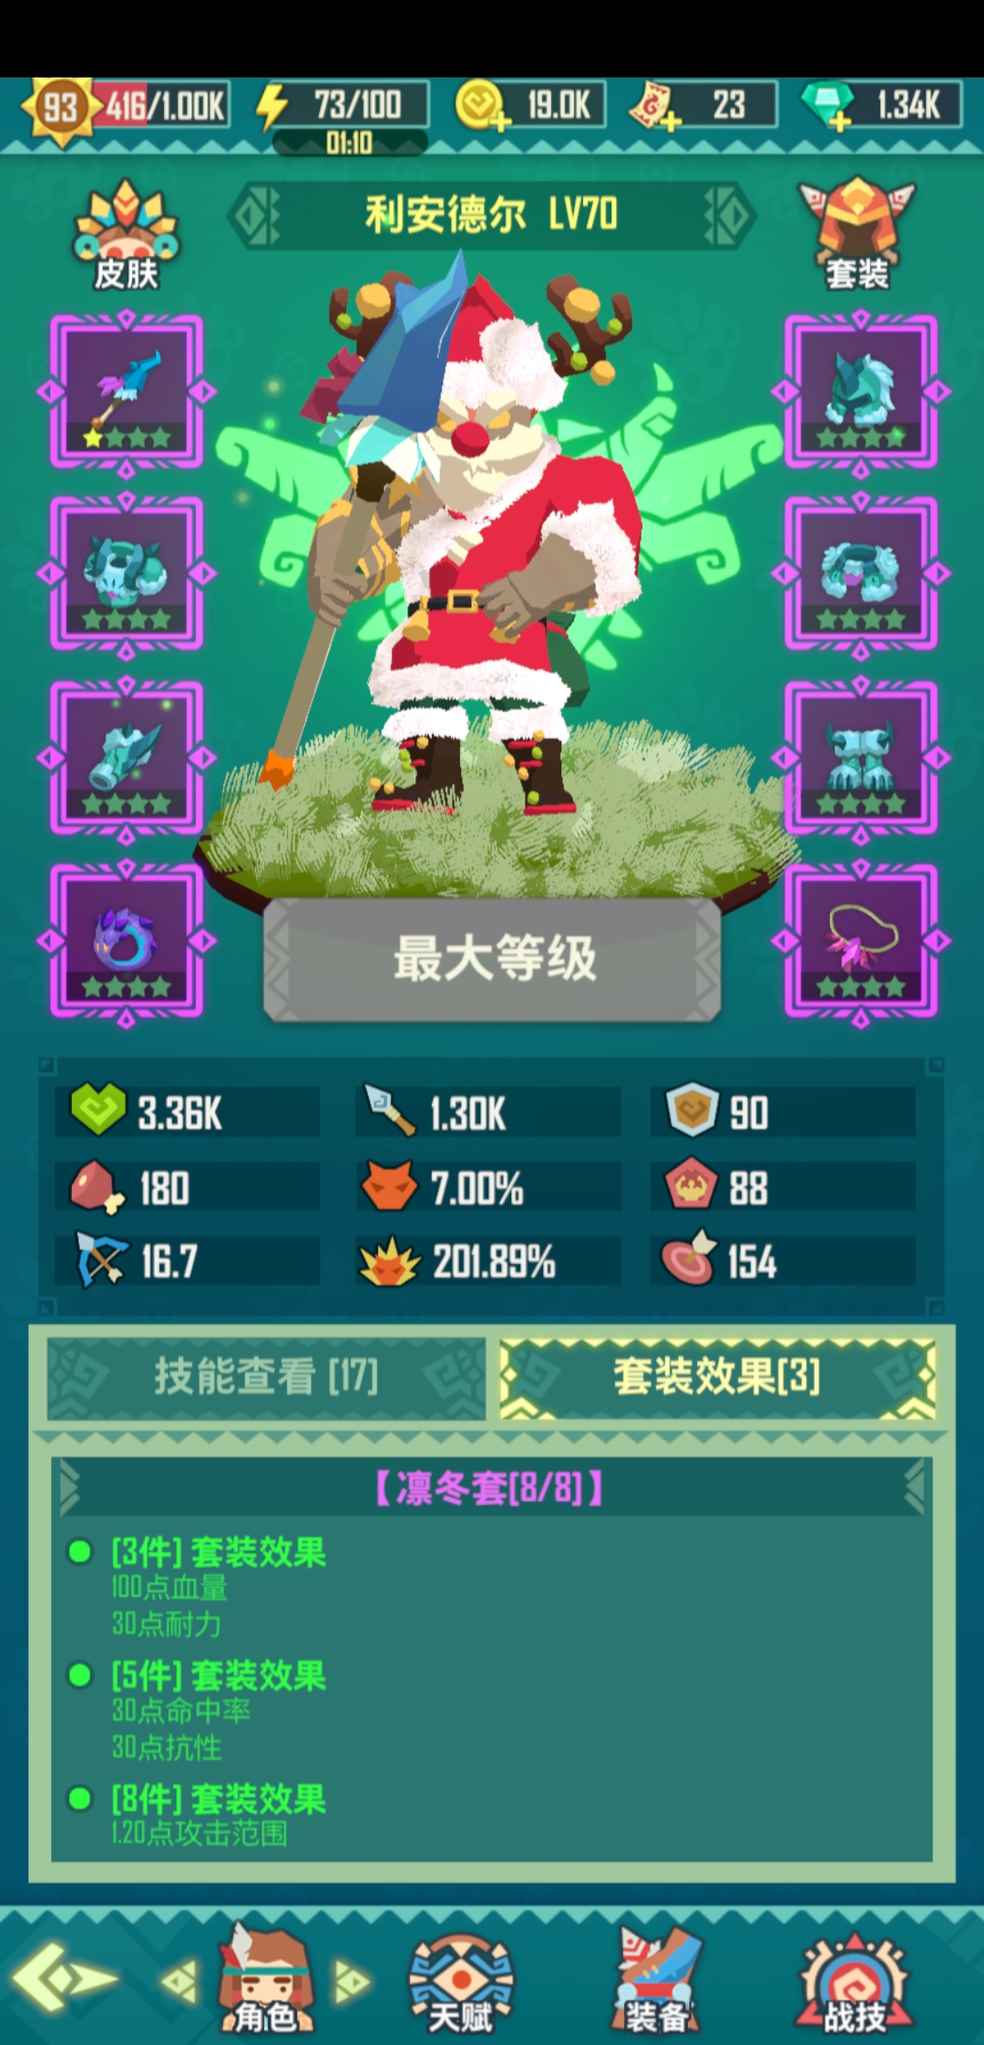 93 416/1.00K 73/100 19.0K 23 1.34K
01:10
利安德尔 LV70
皮肤
套装
最大等级
3.36K 1.30K 90
180 7.00% 88
16.7 201.89% 154
技能查看 [17] 套装效果[3]
【凛冬套[8/8]】
[3件] 套装效果
100点血量
30点耐力
[5件] 套装效果
30点命中率
30点抗性
[8件] 套装效果
1.20点攻击范围
角色 天赋 装备 战技